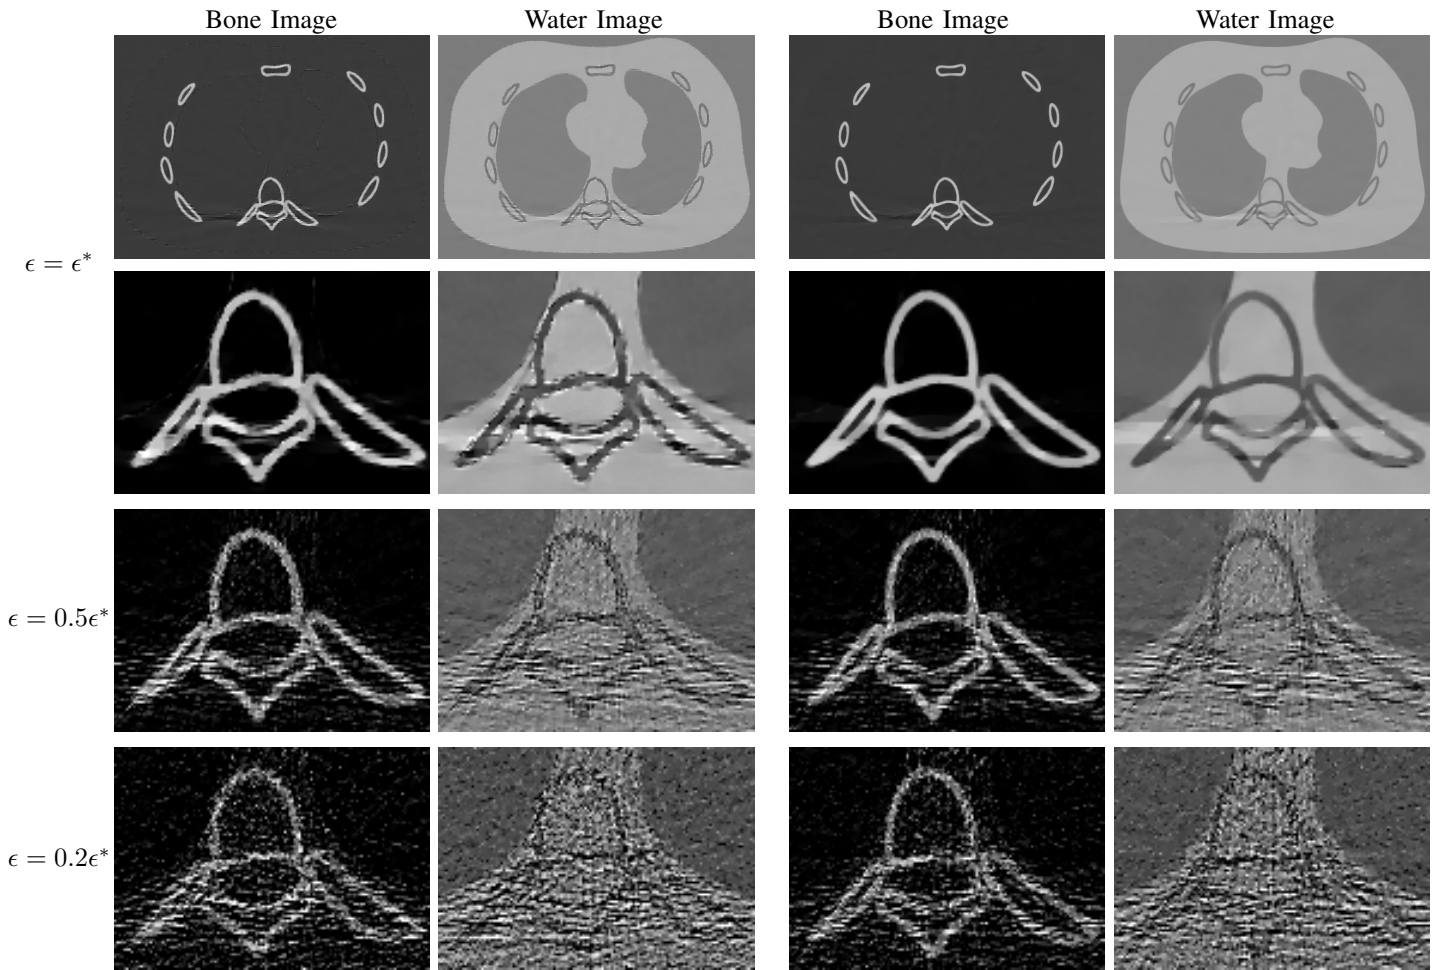 Bone Image Water Image Bone Image Water Image
ϵ = ϵ*
ϵ = 0.5ϵ*
ϵ = 0.2ϵ*